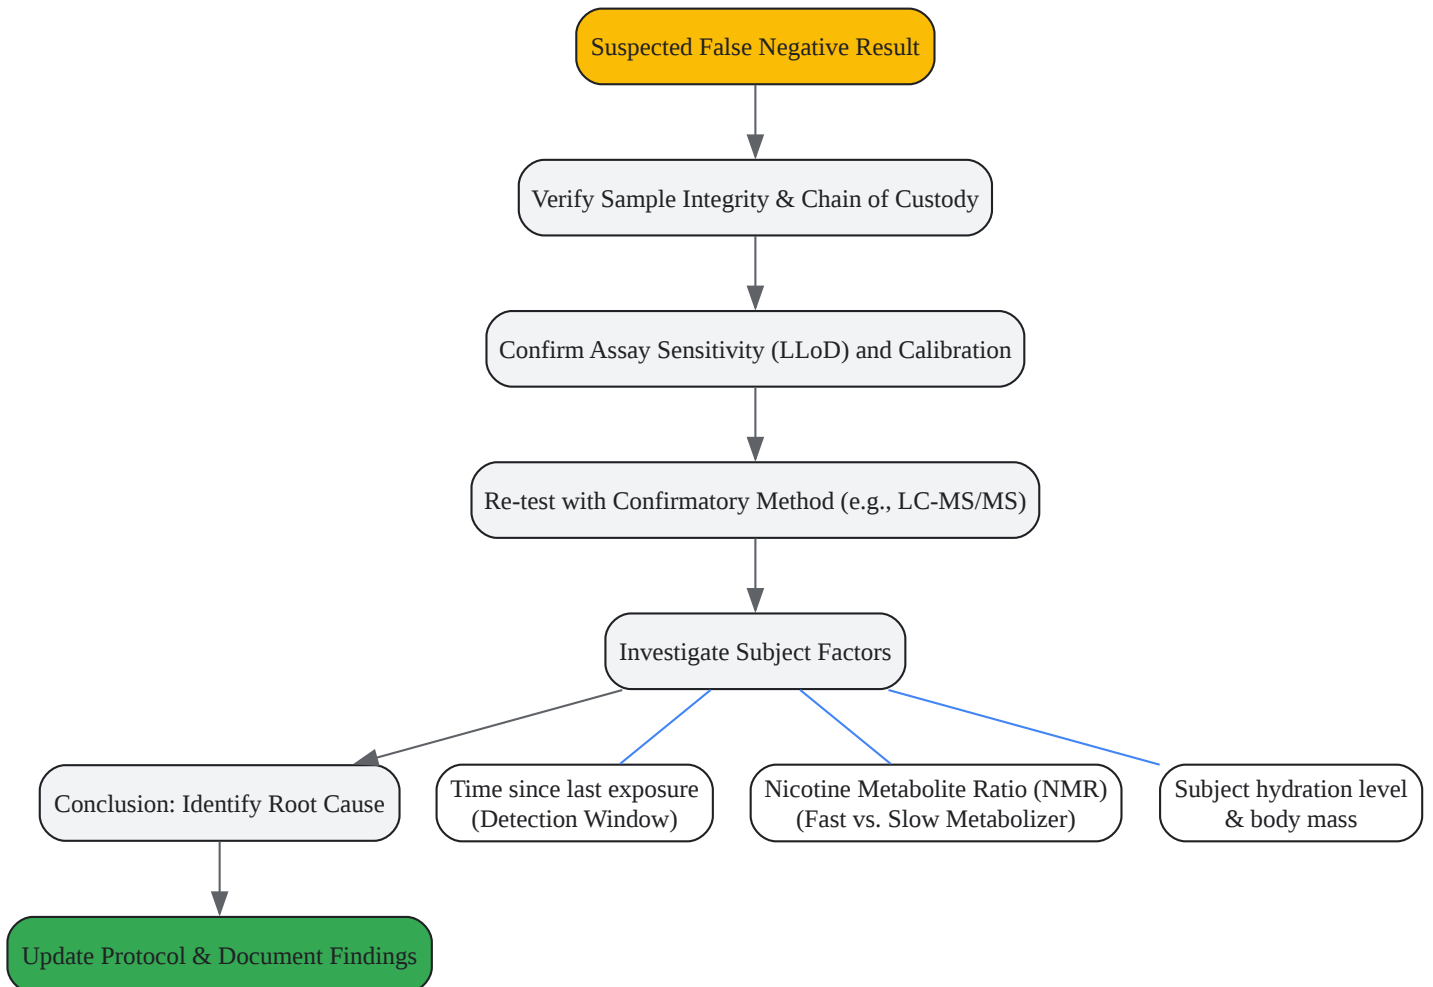 Suspected False Negative Result
Verify Sample Integrity & Chain of Custody
Confirm Assay Sensitivity (LLoD) and Calibration
Re-test with Confirmatory Method (e.g., LC-MS/MS)
Investigate Subject Factors
Conclusion: Identify Root Cause
Time since last exposure
(Detection Window)
Nicotine Metabolite Ratio (NMR)
(Fast vs. Slow Metabolizer)
Subject hydration level
& body mass
Update Protocol & Document Findings